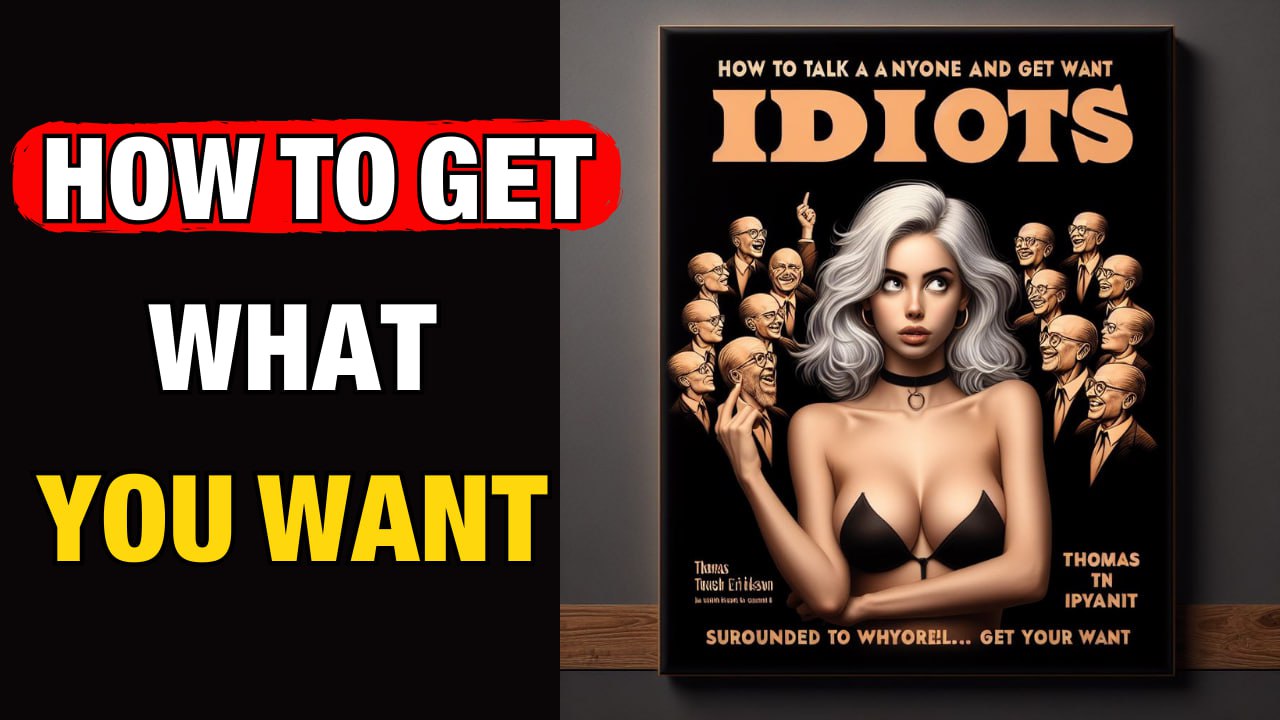 HOW TO GET
WHAT
YOU WANT
HOW TO TALK A ANYONE AND GET WANT
IDIOTS
THOMAS
TN
IPYANIT
SUROUNDED TO GET YOUR WANT